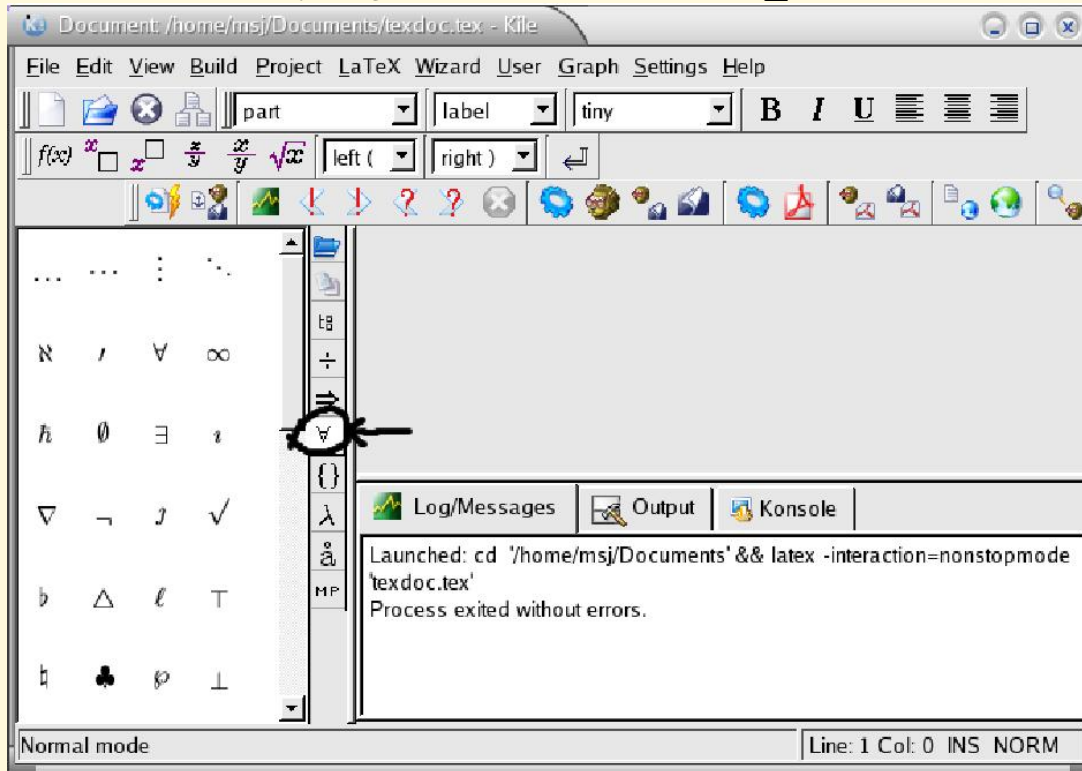 Document: /home/msj/Documents/texdoc.tex - Kile
File Edit View Build Project LaTeX Wizard User Graph Settings Help
part label tiny B I U
f(x) x x x/y x/y √x left ( right )
… ⋯ ⋮ ⋱
ℵ ′ ∀ ∞
ℏ ∅ ∃ ı
∇ ¬ ȷ √
♭ △ ℓ ⊤
♮ ♣ ℘ ⊥
÷
⇒
∀
{}
λ
å
MP
Log/Messages Output Konsole
Launched: cd '/home/msj/Documents' && latex -interaction=nonstopmode
'texdoc.tex'
Process exited without errors.
Normal mode Line: 1 Col: 0 INS NORM